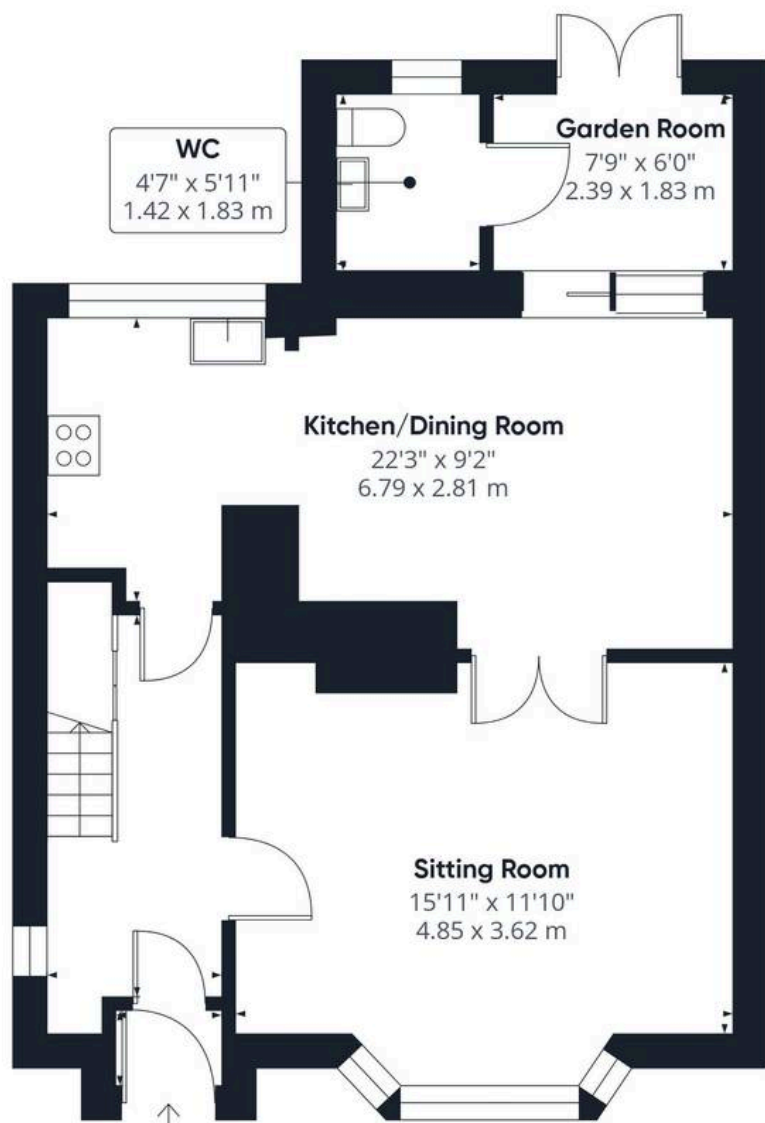 WC
4'7" x 5'11"
1.42 x 1.83 m
Garden Room
7'9" x 6'0"
2.39 x 1.83 m
Kitchen/Dining Room
22'3" x 9'2"
6.79 x 2.81 m
Sitting Room
15'11" x 11'10"
4.85 x 3.62 m